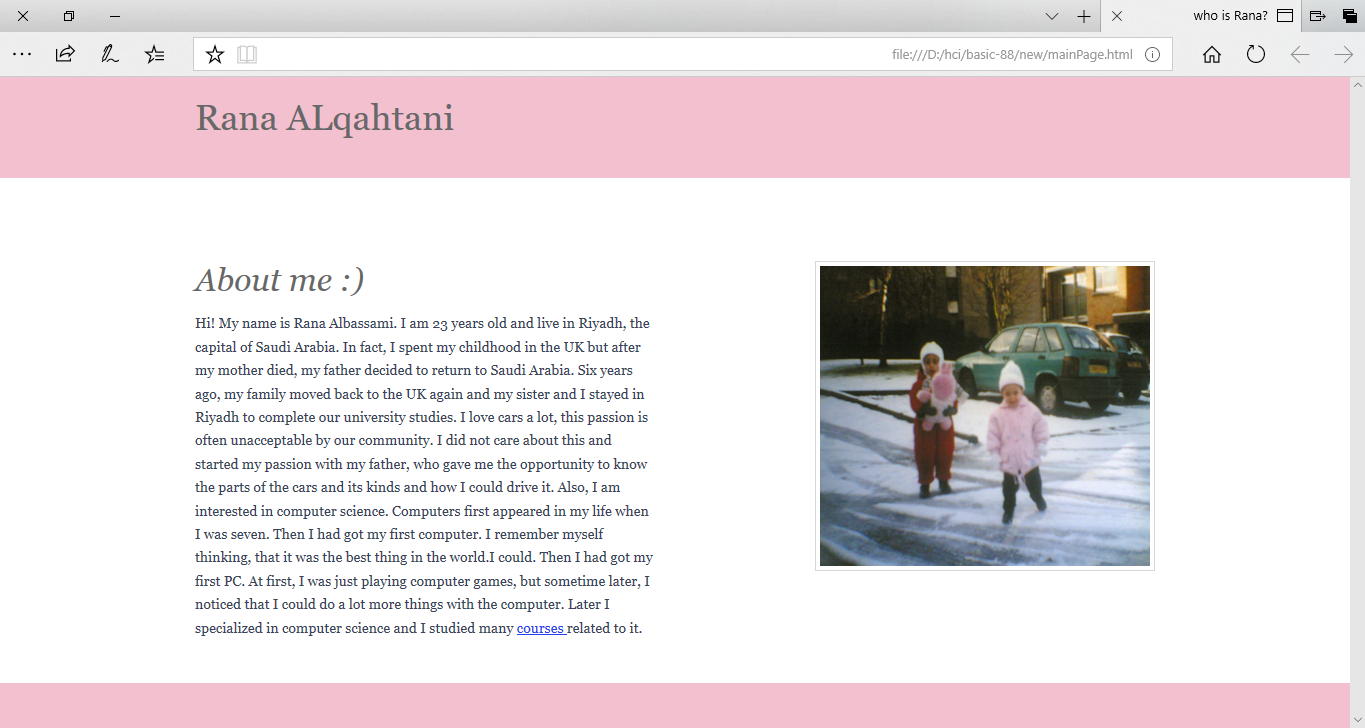 who is Rana?
file:///D:/hci/basic-88/new/mainPage.html
Rana ALqahtani
About me :)
Hi! My name is Rana Albassami. I am 23 years old and live in Riyadh, the
capital of Saudi Arabia. In fact, I spent my childhood in the UK but after
my mother died, my father decided to return to Saudi Arabia. Six years
ago, my family moved back to the UK again and my sister and I stayed in
Riyadh to complete our university studies. I love cars a lot, this passion is
often unacceptable by our community. I did not care about this and
started my passion with my father, who gave me the opportunity to know
the parts of the cars and its kinds and how I could drive it. Also, I am
interested in computer science. Computers first appeared in my life when
I was seven. Then I had got my first computer. I remember myself
thinking, that it was the best thing in the world.I could. Then I had got my
first PC. At first, I was just playing computer games, but sometime later, I
noticed that I could do a lot more things with the computer. Later I
specialized in computer science and I studied many courses related to it.